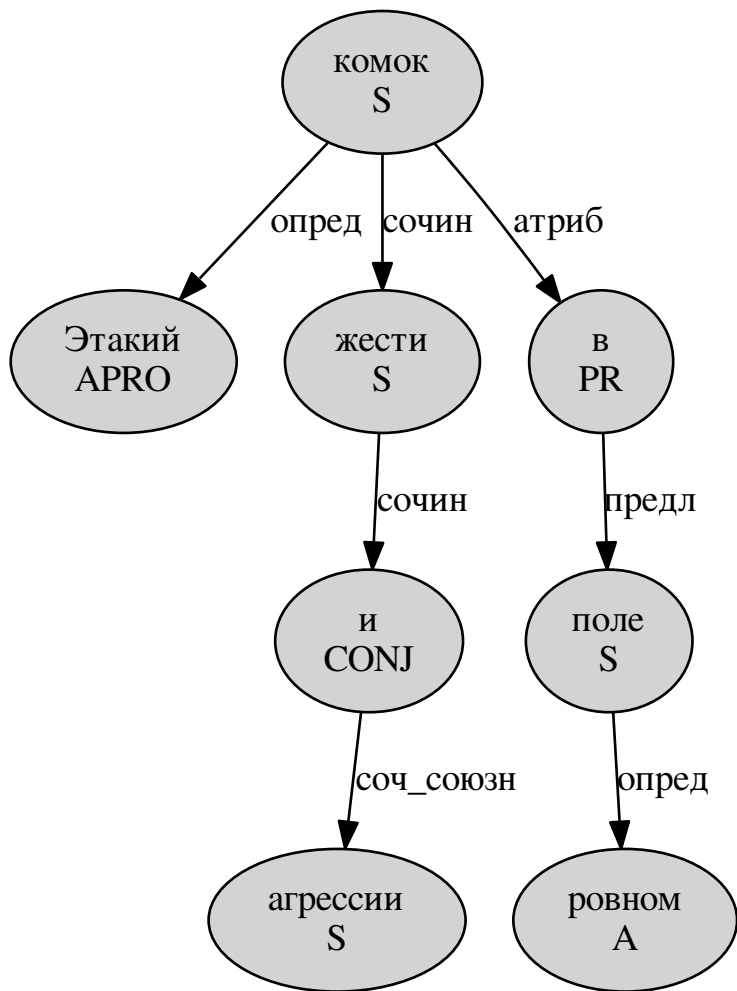 комок
S
опред
сочин
атриб
Этакий
APRO
жести
S
в
PR
сочин
предл
и
CONJ
поле
S
соч_союзн
опред
агрессии
S
ровном
A